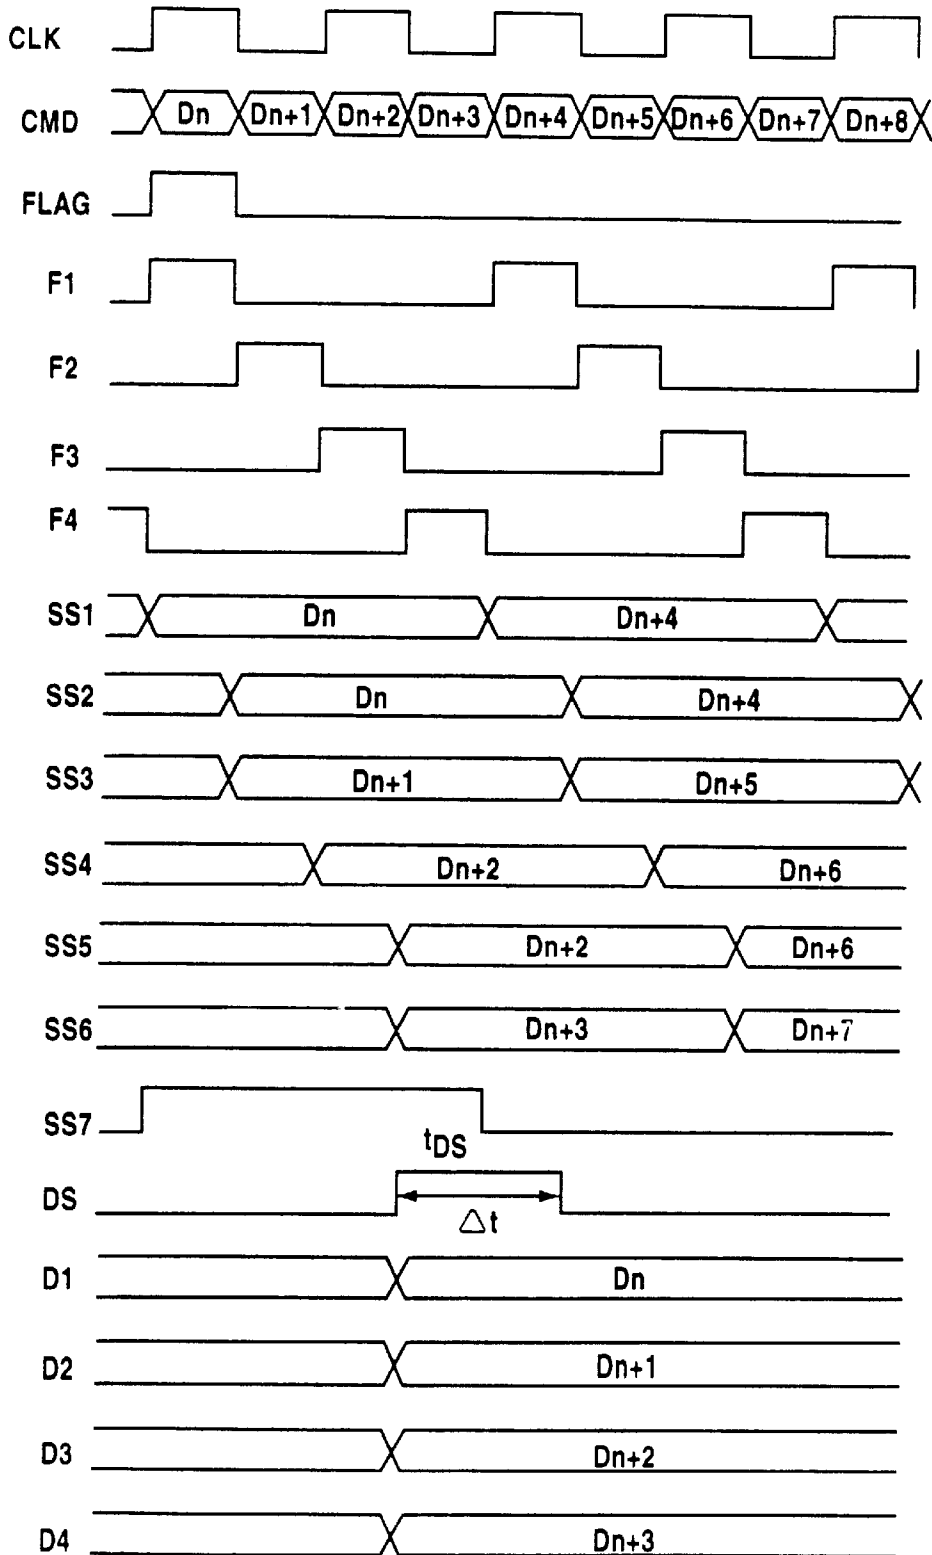 CLK
CMD Dn Dn+1 Dn+2 Dn+3 Dn+4 Dn+5 Dn+6 Dn+7 Dn+8
FLAG
F1
F2
F3
F4
SS1 Dn Dn+4
SS2 Dn Dn+4
SS3 Dn+1 Dn+5
SS4 Dn+2 Dn+6
SS5 Dn+2 Dn+6
SS6 Dn+3 Dn+7
SS7
tDS
DS
△t
D1 Dn
D2 Dn+1
D3 Dn+2
D4 Dn+3